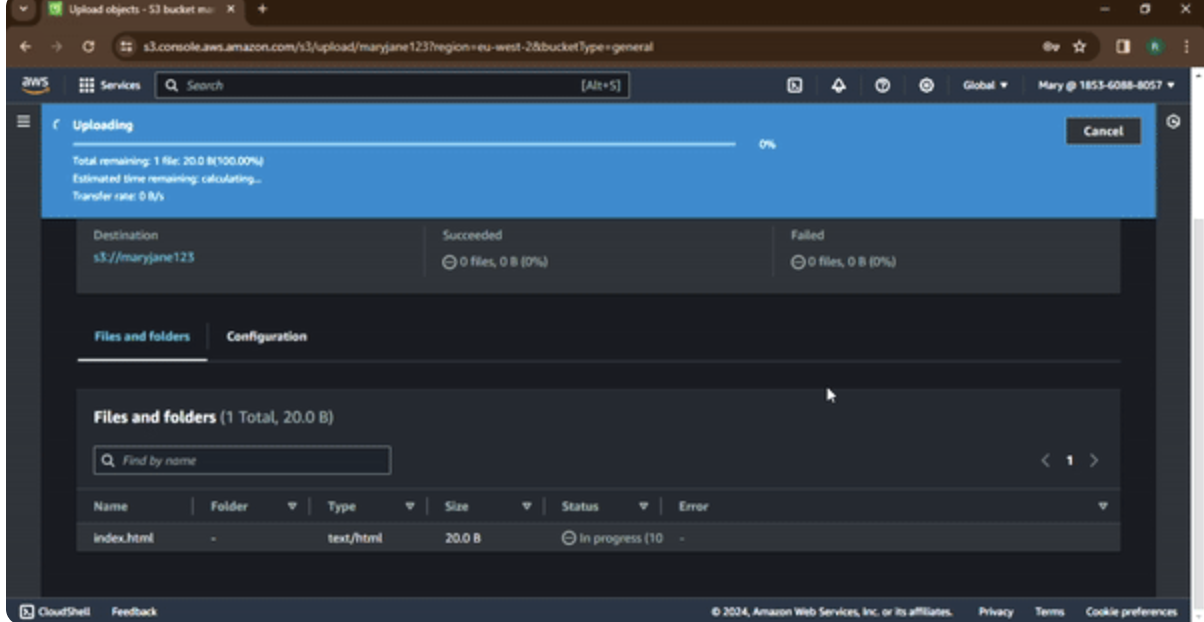 Upload objects - S3 bucket ma
s3.console.aws.amazon.com/s3/upload/maryjane123?region=eu-west-2&bucketType=general
aws Services Search [Alt+S] Global Mary @ 1853-6088-8057
Uploading
Cancel
0%
Total remaining: 1 file: 20.0 B(100.00%)
Estimated time remaining: calculating...
Transfer rate: 0 B/s
Destination Succeeded Failed
s3://maryjane123 0 files, 0 B (0%) 0 files, 0 B (0%)
Files and folders Configuration
Files and folders (1 Total, 20.0 B)
Find by name 1
Name Folder Type Size Status Error
index.html - text/html 20.0 B In progress (10 -
CloudShell Feedback © 2024, Amazon Web Services, Inc. or its affiliates. Privacy Terms Cookie preferences